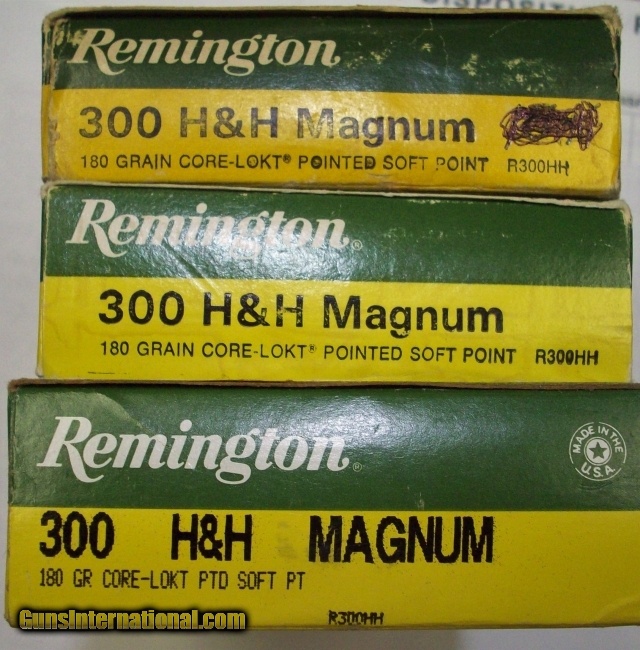 DISPOSITI
Remington
300 H&H Magnum
180 GRAIN CORE-LOKT® POINTED SOFT POINT R300HH
Remington®
300 H&H Magnum
180 GRAIN CORE-LOKT® POINTED SOFT POINT R300HH
Remington®
MADE IN THE U.S.A.
300 H&H MAGNUM
180 GR CORE-LOKT PTD SOFT PT
R300HH
GunsInternational.com